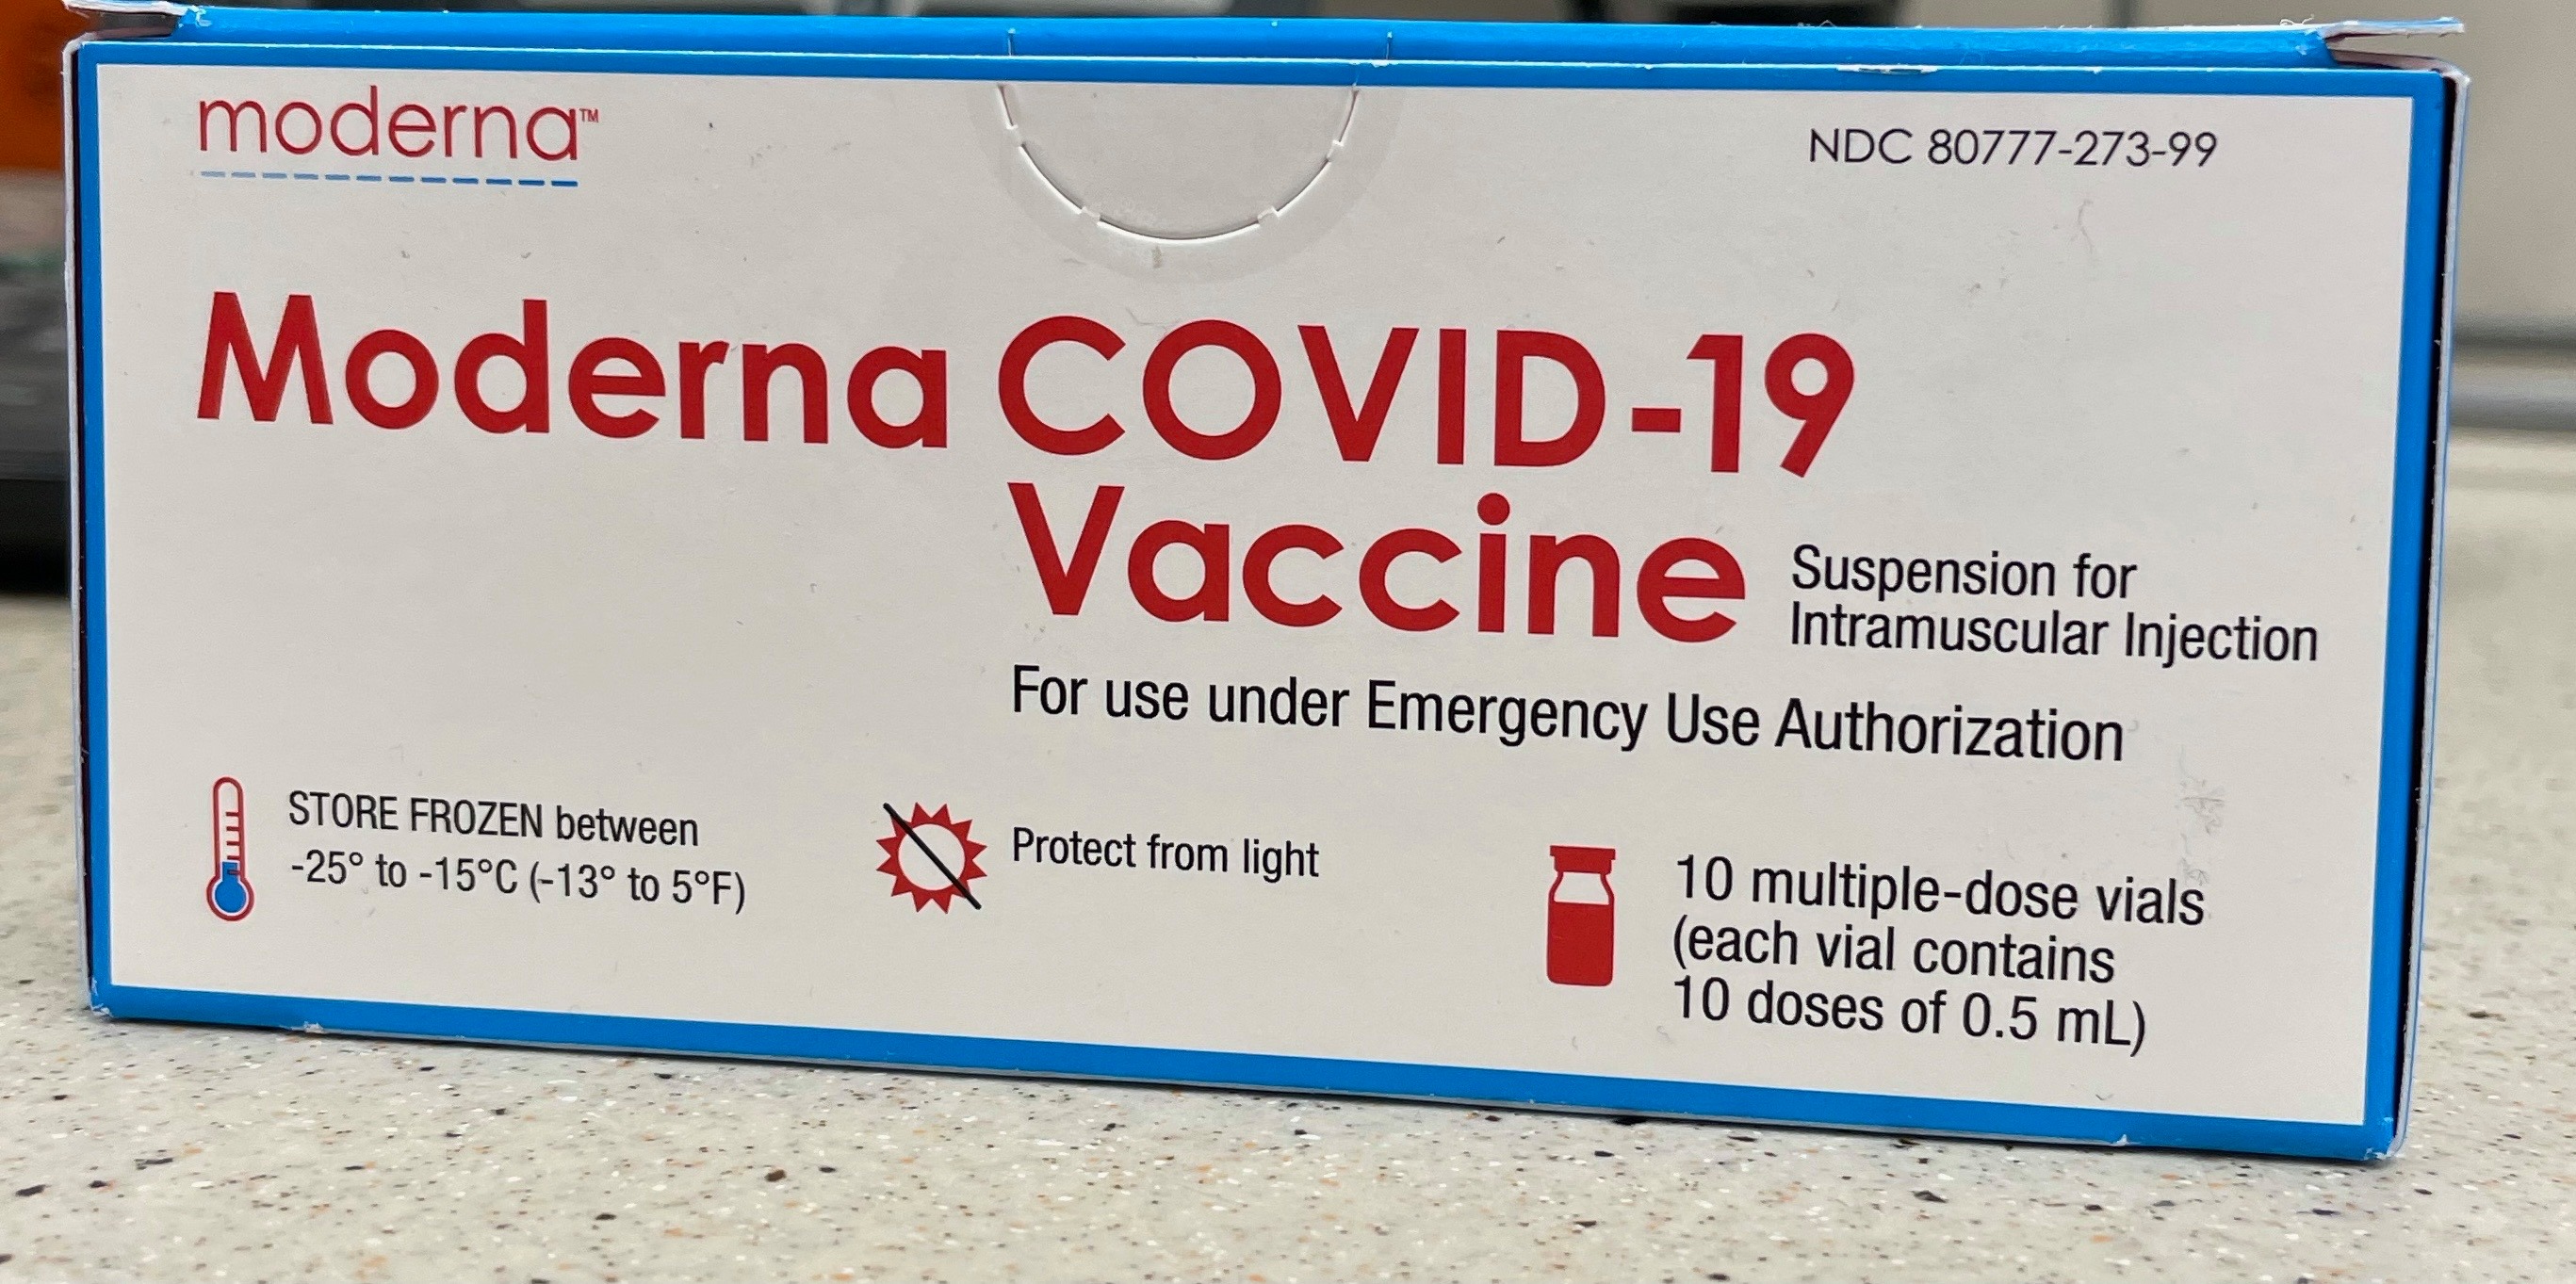 moderna™
NDC 80777-273-99
Moderna COVID-19
Vaccine
Suspension for
Intramuscular Injection
For use under Emergency Use Authorization
STORE FROZEN between
-25° to -15°C (-13° to 5°F)
Protect from light
10 multiple-dose vials
(each vial contains
10 doses of 0.5 mL)